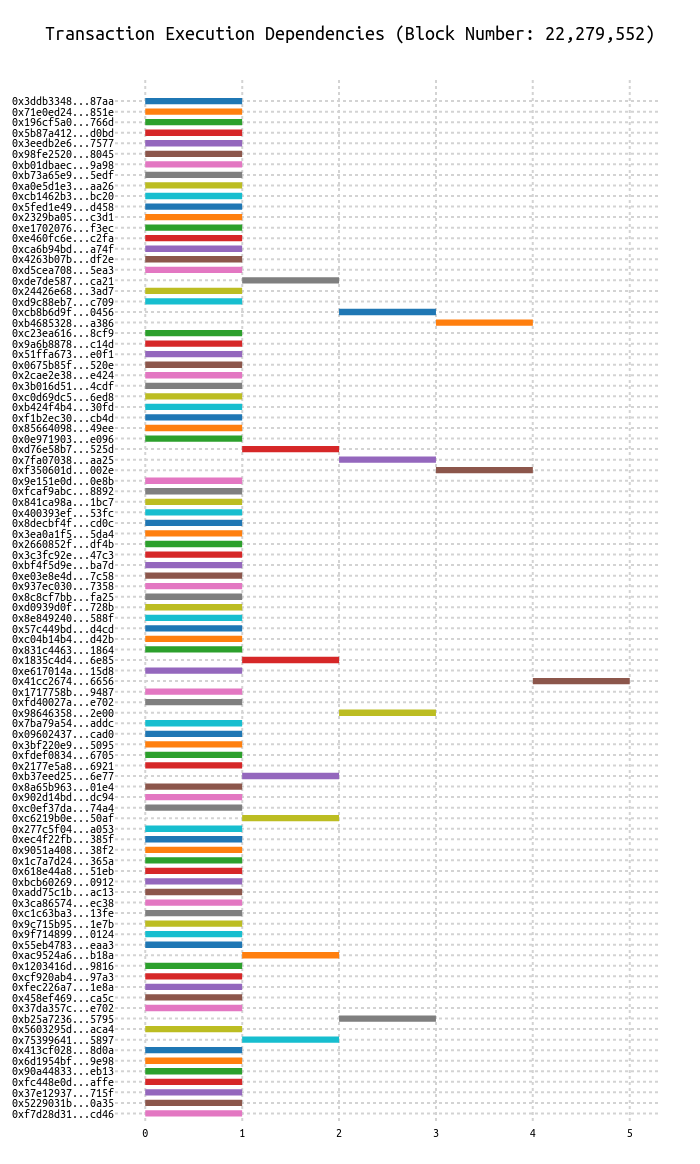 Transaction Execution Dependencies (Block Number: 22,279,552)
0x3ddb3348...87aa
0x71e0ed24...851e
0x196cf5a0...766d
0x5b87a412...d0bd
0x3eedb2e6...7577
0x98fe2520...8045
0xb01dbaec...9a98
0xb73a65e9...5edf
0xa0e5d1e3...aa26
0xcb1462b3...bc20
0x5fed1e49...d458
0x2329ba05...c3d1
0xe1702076...f3ec
0xe460fc6e...c2fa
0xca6b94bd...a74f
0x4263b07b...df2e
0xd5cea708...5ea3
0xde7de587...ca21
0x24426e68...3ad7
0xd9c88eb7...c709
0xcb8b6d9f...0456
0xb4685328...a386
0xc23ea616...8cf9
0x9a6b8878...c14d
0x51ffa673...e0f1
0x0675b85f...520e
0x2cae2e38...e424
0x3b016d51...4cdf
0xc0d69dc5...6ed8
0xb424f4b4...30fd
0xf1b2ec30...cb4d
0x85664098...49ee
0x0e971903...e096
0xd76e58b7...525d
0x7fa07038...aa25
0xf350601d...002e
0x9e151e0d...0e8b
0xfcaf9abc...8892
0x841ca98a...1bc7
0x400393ef...53fc
0x8decbf4f...cd0c
0x3ea0a1f5...5da4
0x2660852f...df4b
0x3c3fc92e...47c3
0xbf4f5d9e...ba7d
0xe03e8e4d...7c58
0x937ec030...7358
0x8c8cf7bb...fa25
0xd0939d0f...728b
0x8e849240...588f
0x57c449bd...d4cd
0xc04b14b4...d42b
0x831c4463...1864
0x1835c4d4...6e85
0xe617014a...15d8
0x41cc2674...6656
0x1717758b...9487
0xfd40027a...e702
0x98646358...2e00
0x7ba79a54...addc
0x09602437...cad0
0x3bf220e9...5095
0xfdef0834...6705
0x2177e5a8...6921
0xb37eed25...6e77
0x8a65b963...01e4
0x902d14bd...dc94
0xc0ef37da...74a4
0xc6219b0e...50af
0x277c5f04...a053
0xec4f22fb...385f
0x9051a408...38f2
0x1c7a7d24...365a
0x618e44a8...51eb
0xbcb60269...0912
0xadd75c1b...ac13
0x3ca86574...ec38
0xc1c63ba3...13fe
0x9c715b95...1e7b
0x9f714899...0124
0x55eb4783...eaa3
0xac9524a6...b18a
0x1203416d...9816
0xcf920ab4...97a3
0xfec226a7...1e8a
0x458ef469...ca5c
0x37da357c...e702
0xb25a7236...5795
0x5603295d...aca4
0x75399641...5897
0x413cf028...8d0a
0x6d1954bf...9e98
0x90a44833...eb13
0xfc448e0d...affe
0x37e12937...715f
0x5229031b...0a35
0xf7d28d31...cd46
0 1 2 3 4 5